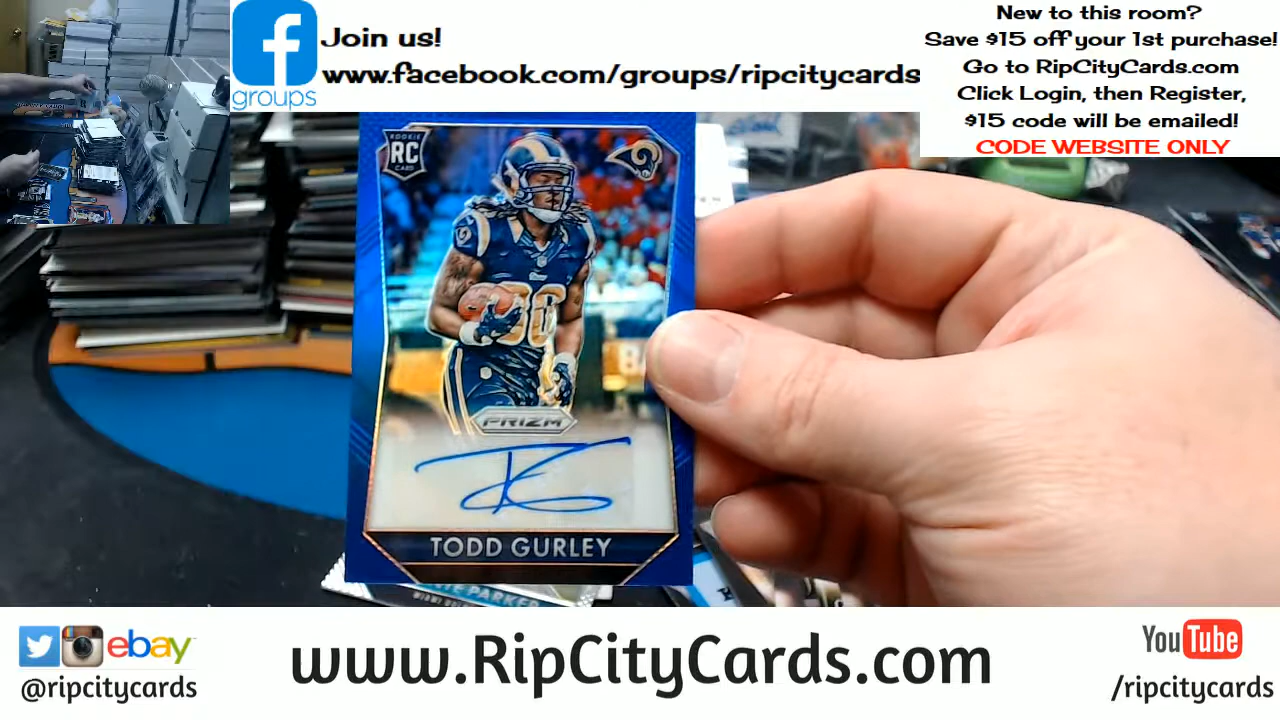 groups
Join us!
www.facebook.com/groups/ripcitycards
New to this room?
Save $15 off your 1st purchase!
Go to RipCityCards.com
Click Login, then Register,
$15 code will be emailed!
CODE WEBSITE ONLY
ROOKIE
RC
CARD
30
PRIZM
TODD GURLEY
PARKER
ebay
@ripcitycards
www.RipCityCards.com
YouTube
/ripcitycards